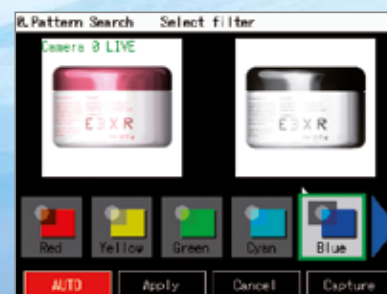 0.Pattern Search Select filter
Camera 0 LIVE
E3XR
E3XR
Red
Yellow
Green
Cyan
Blue
AUTO
Apply
Cancel
Capture